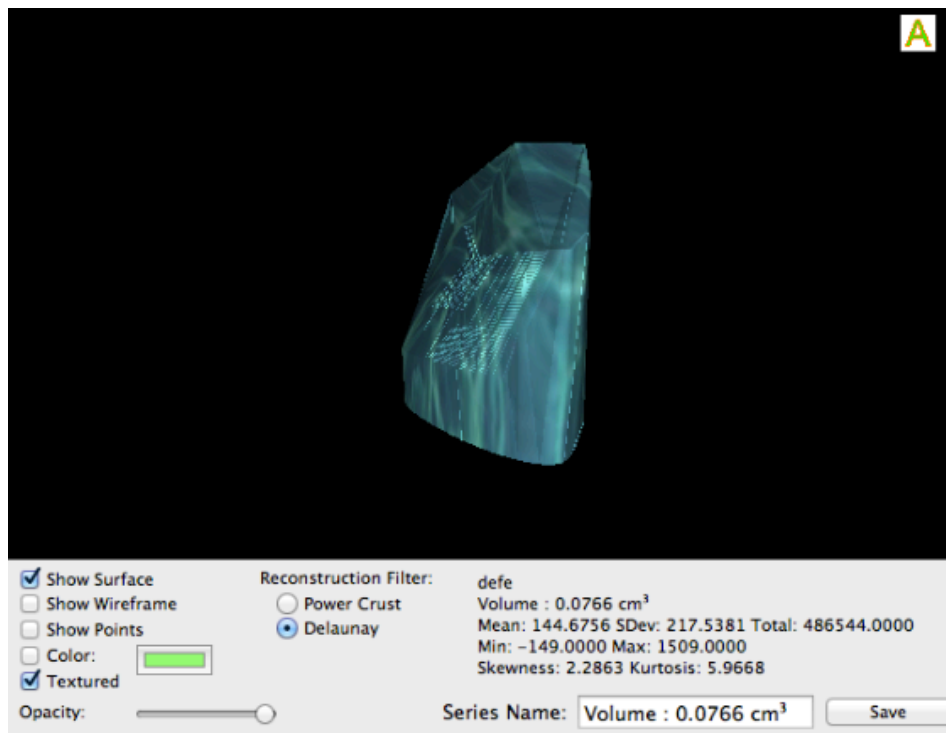 A
Show Surface
Show Wireframe
Show Points
Color:
Textured
Opacity:
Reconstruction Filter:
Power Crust
Delaunay
defe
Volume : 0.0766 cm³
Mean: 144.6756 SDev: 217.5381 Total: 486544.0000
Min: -149.0000 Max: 1509.0000
Skewness: 2.2863 Kurtosis: 5.9668
Series Name: Volume : 0.0766 cm³ Save